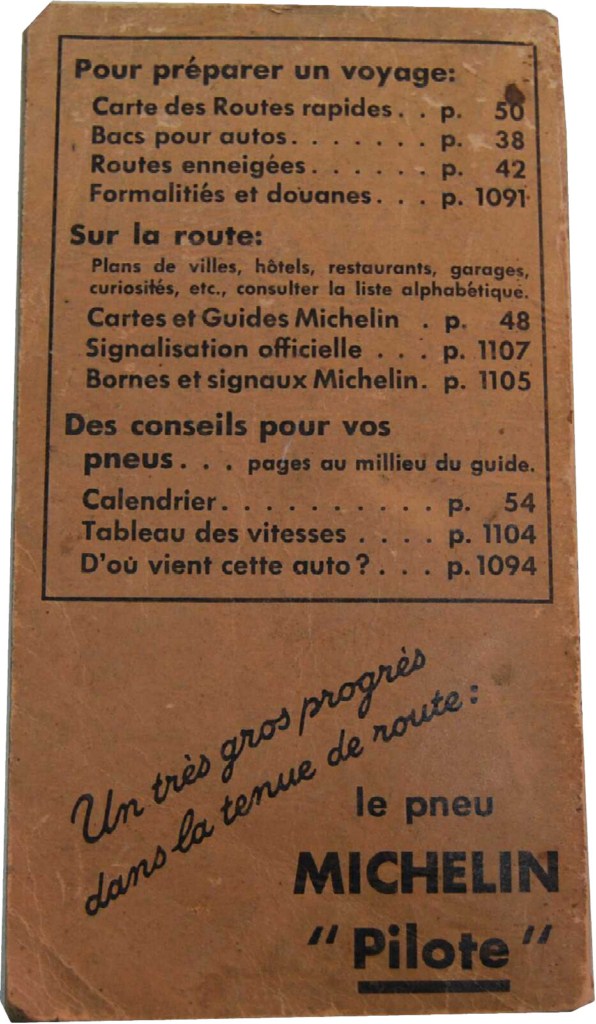 Pour préparer un voyage:
Carte des Routes rapides . . p. 50
Bacs pour autos . . . . . . . p. 38
Routes enneigées . . . . . . p. 42
Formalitiés et douanes . . . p. 1091
Sur la route:
Plans de villes, hôtels, restaurants, garages,
curiosités, etc., consulter la liste alphabétique.
Cartes et Guides Michelin . p. 48
Signalisation officielle . . . p. 1107
Bornes et signaux Michelin. p. 1105
Des conseils pour vos
pneus . . . pages au millieu du guide.
Calendrier . . . . . . . . . . p. 54
Tableau des vitesses . . . . p. 1104
D'où vient cette auto ? . . . p. 1094
Un très gros progrès
dans la tenue de route :
le pneu
MICHELIN
"Pilote"